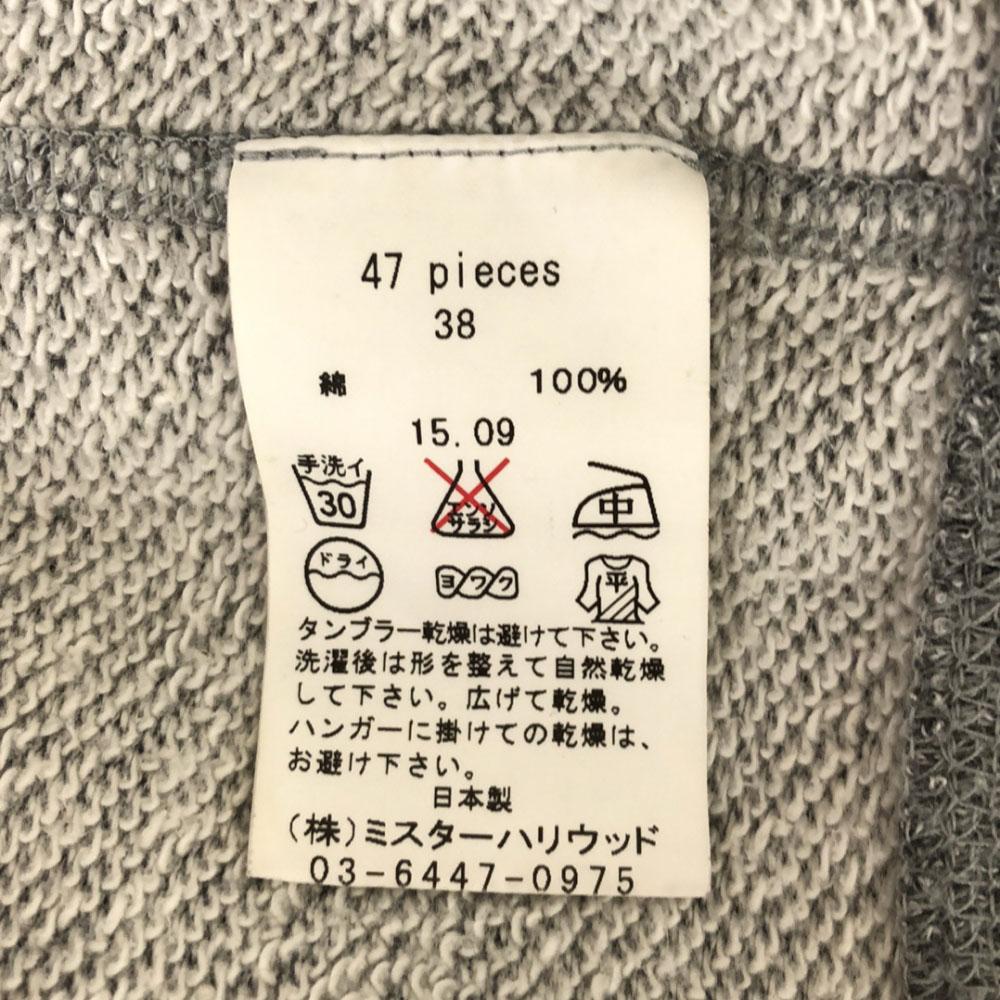 47 pieces
38
綿 100%
15.09
手洗イ
30
エンソ
サラシ
中
ドライ
ヨワク
平
タンブラー乾燥は避けて下さい。
洗濯後は形を整えて自然乾燥
して下さい。広げて乾燥。
ハンガーに掛けての乾燥は、
お避け下さい。
日本製
(株)ミスターハリウッド
03-6447-0975